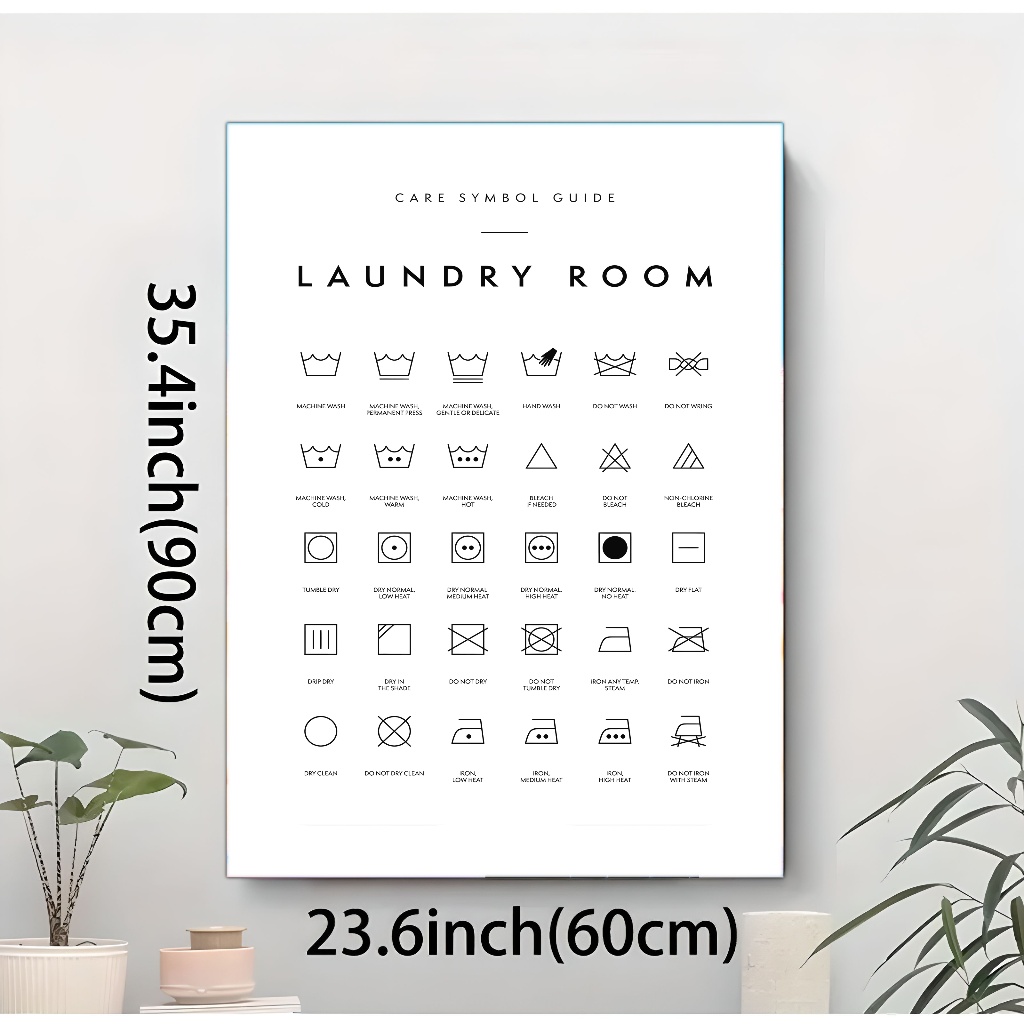 CARE SYMBOL GUIDE
LAUNDRY ROOM
MACHINE WASH
MACHINE WASH,
PERMANENT PRESS
MACHINE WASH,
GENTLE OR DELICATE
HAND WASH
DO NOT WASH
DO NOT WRING
MACHINE WASH,
COLD
MACHINE WASH,
WARM
MACHINE WASH,
HOT
BLEACH
F NEEDED
DO NOT
BLEACH
NON-CHLORINE
BLEACH
TUMBLE DRY
DRY NORMAL,
LOW HEAT
DRY NORMAL
MEDIUM HEAT
DRY NORMAL,
HIGH HEAT
DRY NORMAL,
NO HEAT
DRY FLAT
DRIP DRY
DRY IN
THE SHADE
DO NOT DRY
DO NOT
TUMBLE DRY
IRON ANY TEMP,
STEAM
DO NOT IRON
DRY CLEAN
DO NOT DRY CLEAN
IRON,
LOW HEAT
IRON,
MEDIUM HEAT
IRON,
HIGH HEAT
DO NOT IRON
WITH STEAM
35.4inch(90cm)
23.6inch(60cm)